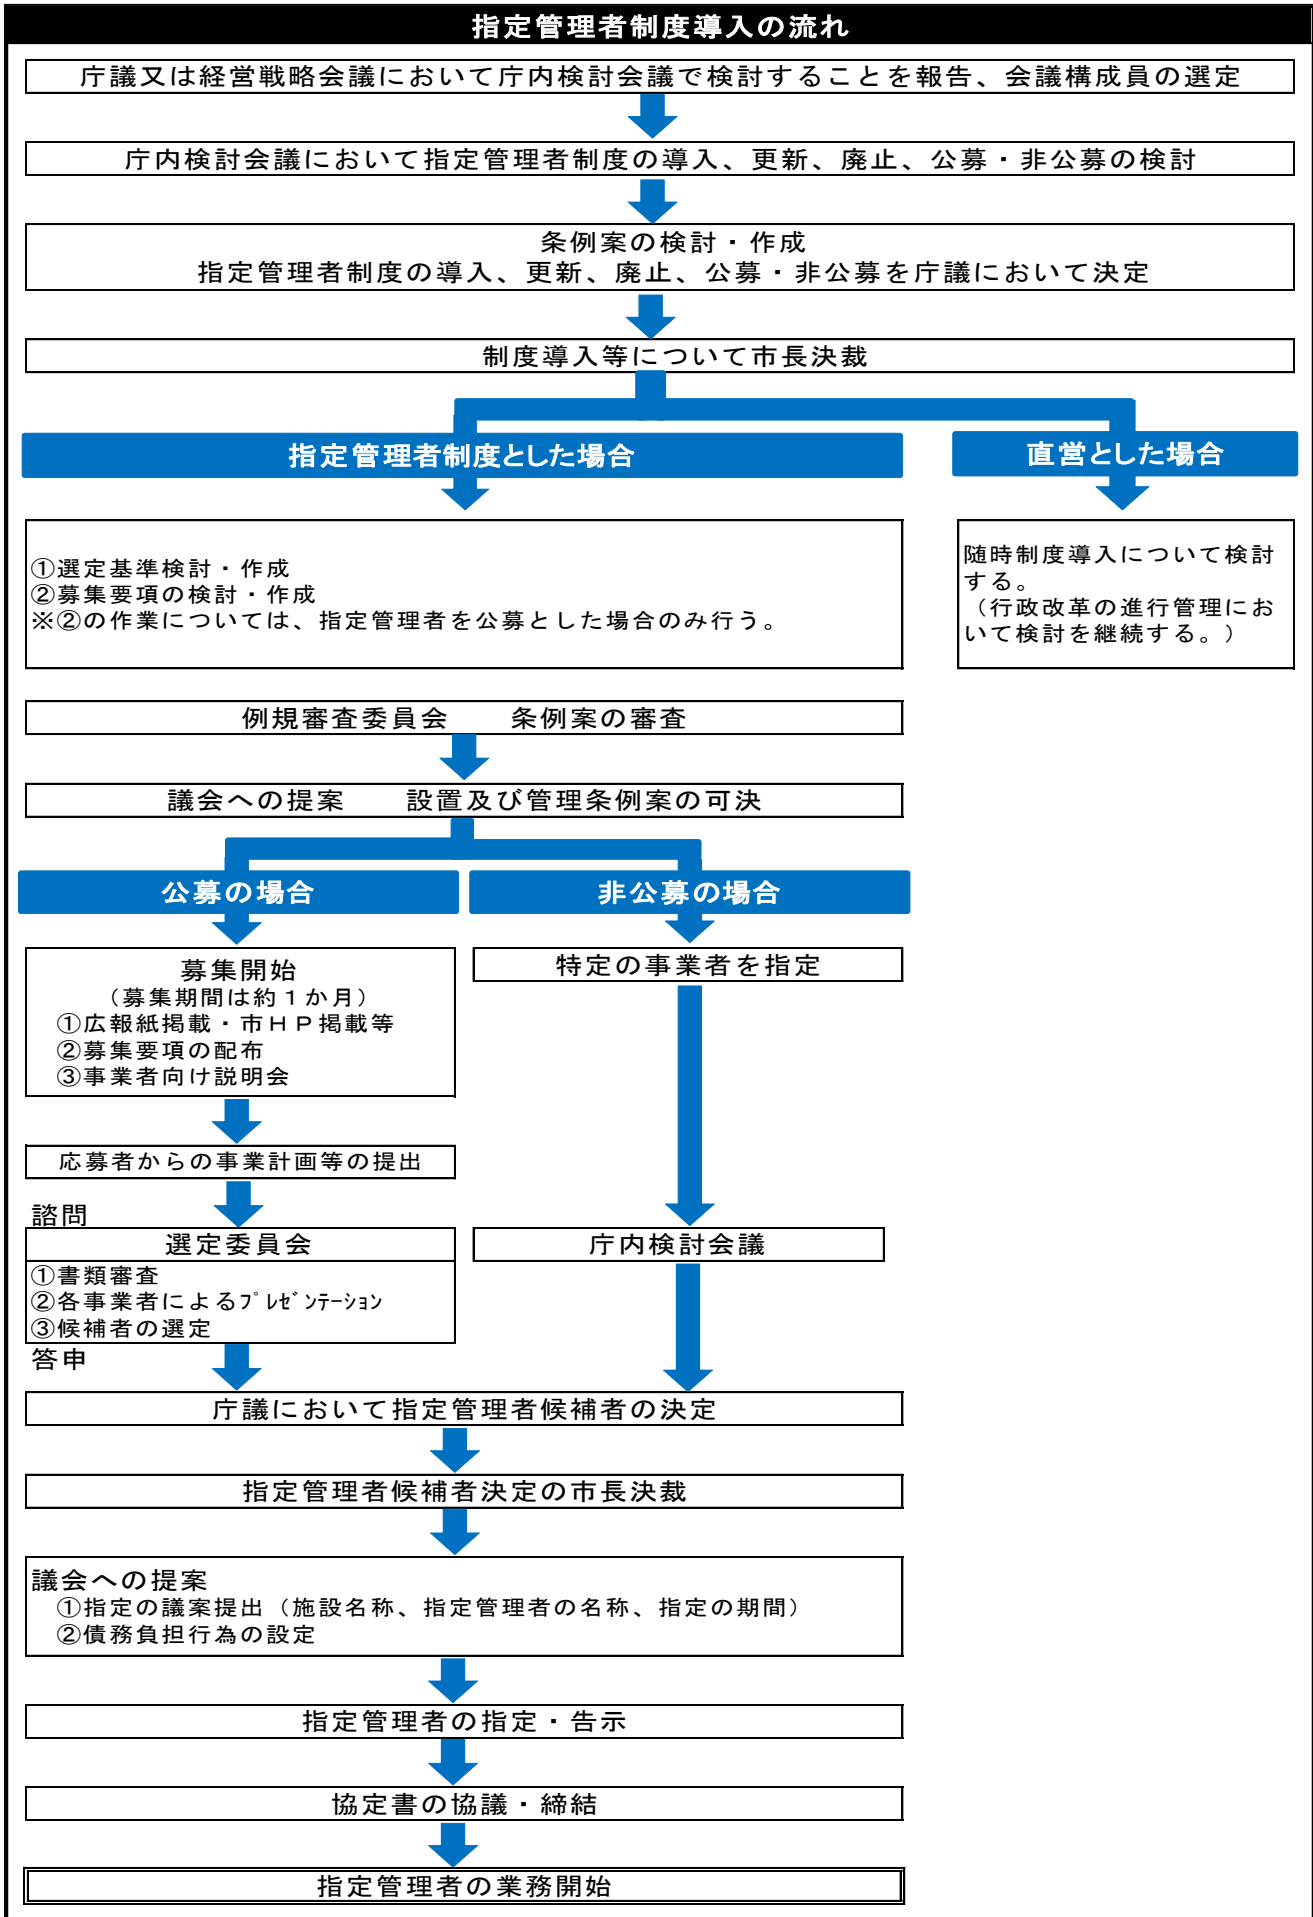 指定管理者制度導入の流れ
庁議又は経営戦略会議において庁内検討会議で検討することを報告、会議構成員の選定
庁内検討会議において指定管理者制度の導入、更新、廃止、公募・非公募の検討
条例案の検討・作成
指定管理者制度の導入、更新、廃止、公募・非公募を庁議において決定
制度導入等について市長決裁
指定管理者制度とした場合
①選定基準検討・作成
②募集要項の検討・作成
※②の作業については、指定管理者を公募とした場合のみ行う。
直営とした場合
随時制度導入について検討
する。
（行政改革の進行管理にお
いて検討を継続する。）
例規審査委員会　　条例案の審査
議会への提案　　設置及び管理条例案の可決
公募の場合
募集開始
（募集期間は約１か月）
①広報紙掲載・市ＨＰ掲載等
②募集要項の配布
③事業者向け説明会
応募者からの事業計画等の提出
諮問
選定委員会
①書類審査
②各事業者によるﾌﾟﾚｾﾞﾝﾃｰｼｮﾝ
③候補者の選定
答申
非公募の場合
特定の事業者を指定
庁内検討会議
庁議において指定管理者候補者の決定
指定管理者候補者決定の市長決裁
議会への提案
①指定の議案提出（施設名称、指定管理者の名称、指定の期間）
②債務負担行為の設定
指定管理者の指定・告示
協定書の協議・締結
指定管理者の業務開始